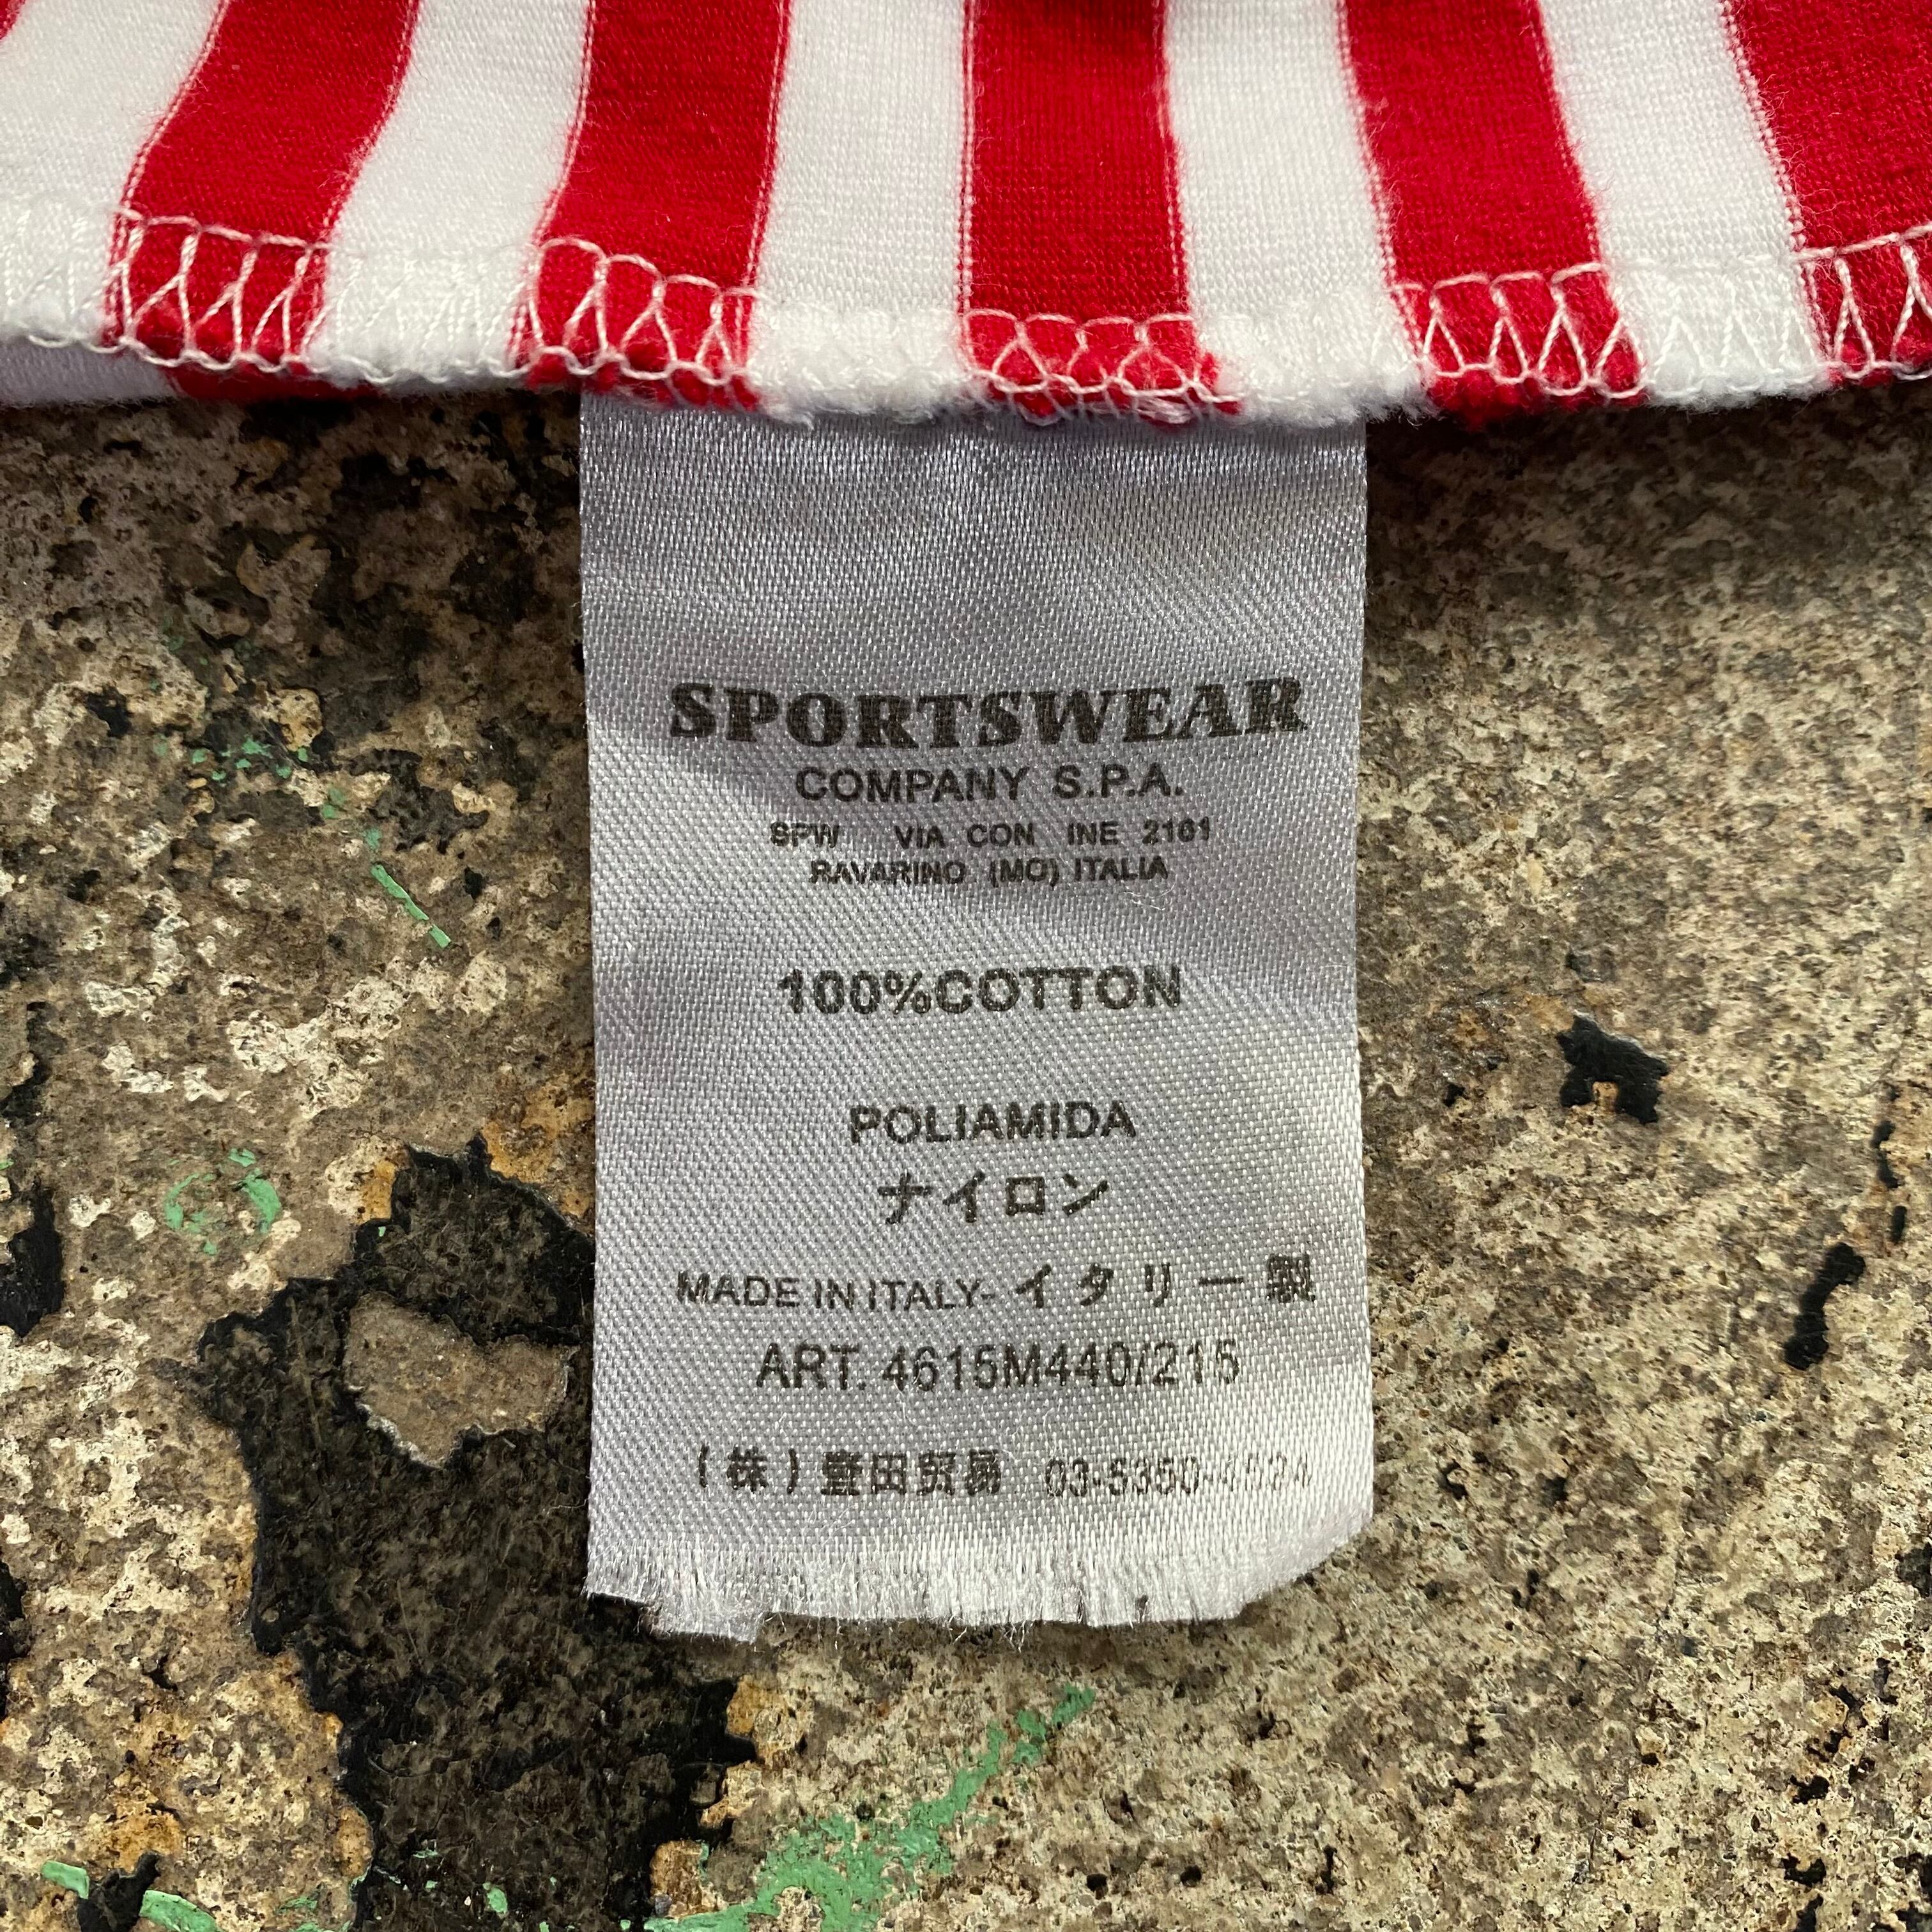 SPORTSWEAR
COMPANY S.P.A.
SPW VIA CON INE 2161
RAVARINO (MO) ITALIA
100%COTTON
POLIAMIDA
ナイロン
MADE IN ITALY- イタリー製
ART. 4615M440/215
(株)豊田贸易